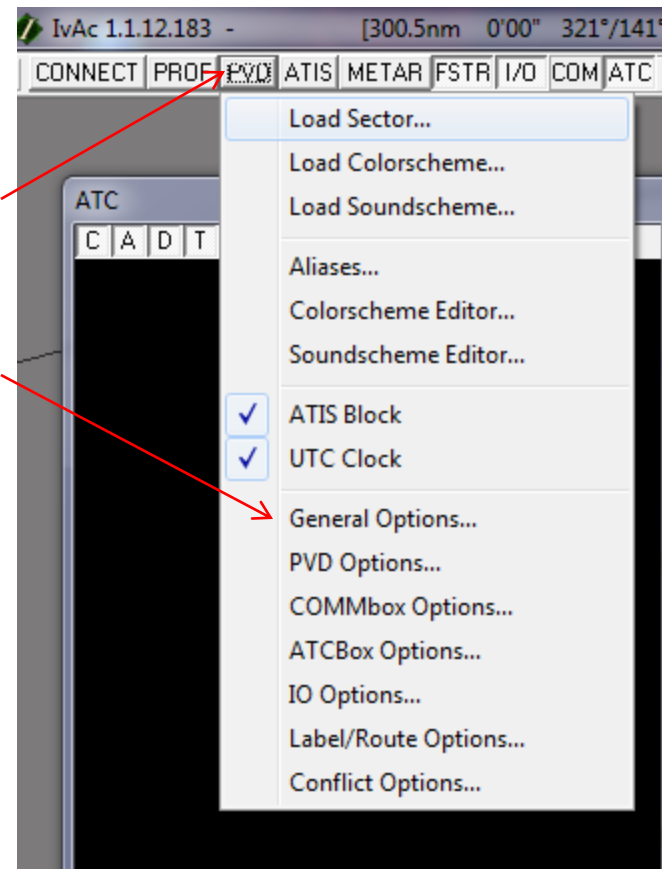 IvAc 1.1.12.183 - [300.5nm 0'00" 321°/141°
CONNECT PROF PVD ATIS METAR FSTR I/O COM ATC
Load Sector...
Load Colorscheme...
ATC
Load Soundscheme...
C A D T
Aliases...
Colorscheme Editor...
Soundscheme Editor...
ATIS Block
UTC Clock
General Options...
PVD Options...
COMMbox Options...
ATCBox Options...
IO Options...
Label/Route Options...
Conflict Options...